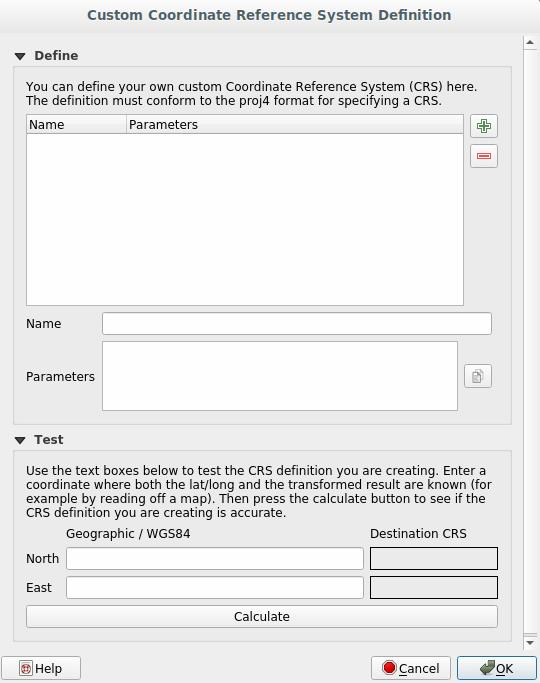 Custom Coordinate Reference System Definition
Define
You can define your own custom Coordinate Reference System (CRS) here.
The definition must conform to the proj4 format for specifying a CRS.
Name Parameters
Name
Parameters
Test
Use the text boxes below to test the CRS definition you are creating. Enter a
coordinate where both the lat/long and the transformed result are known (for
example by reading off a map). Then press the calculate button to see if the
CRS definition you are creating is accurate.
Geographic / WGS84 Destination CRS
North
East
Calculate
Help Cancel OK